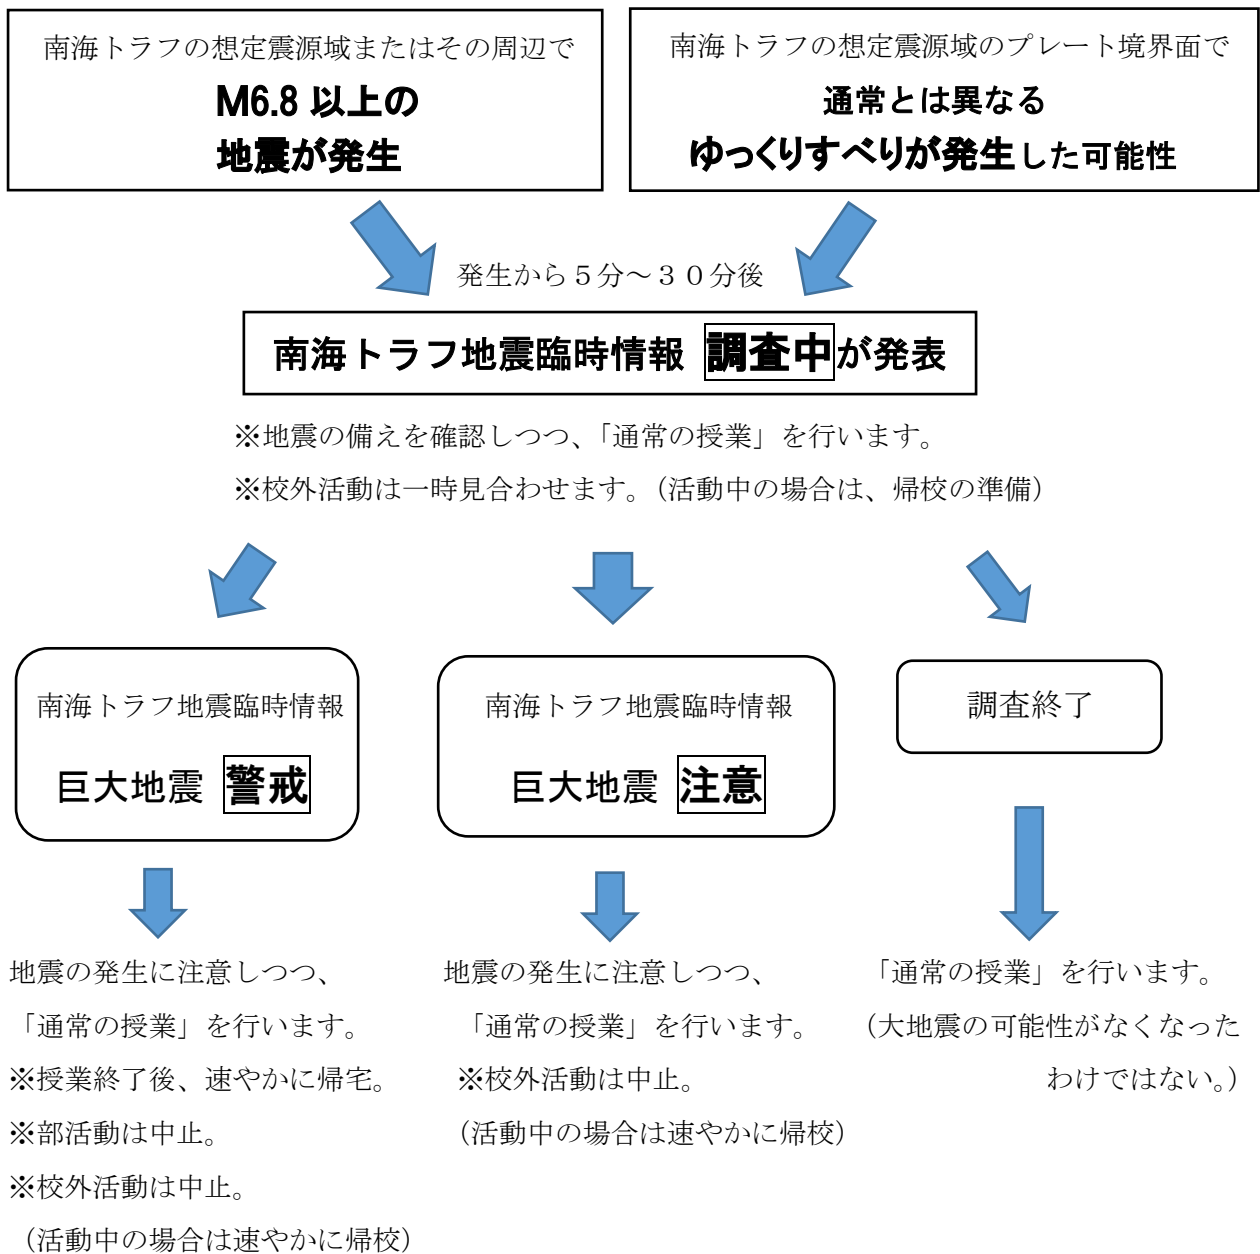 南海トラフの想定震源域またはその周辺で
M6.8 以上の
地震が発生
南海トラフの想定震源域のプレート境界面で
通常とは異なる
ゆっくりすべりが発生した可能性
発生から５分～３０分後
南海トラフ地震臨時情報 調査中が発表
※地震の備えを確認しつつ、「通常の授業」を行います。
※校外活動は一時見合わせます。（活動中の場合は、帰校の準備）
南海トラフ地震臨時情報
巨大地震 警戒
南海トラフ地震臨時情報
巨大地震 注意
調査終了
地震の発生に注意しつつ、
「通常の授業」を行います。
※授業終了後、速やかに帰宅。
※部活動は中止。
※校外活動は中止。
（活動中の場合は速やかに帰校）
地震の発生に注意しつつ、
「通常の授業」を行います。
※校外活動は中止。
（活動中の場合は速やかに帰校）
「通常の授業」を行います。
（大地震の可能性がなくなった
わけではない。）